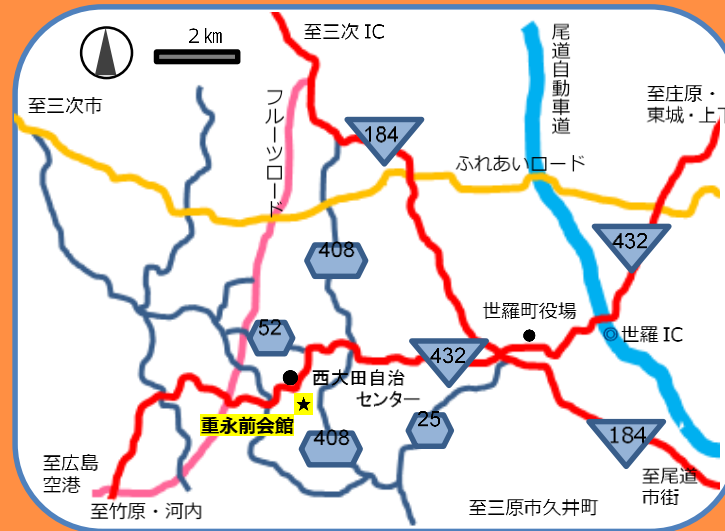 2㎞
至三次 IC
尾道自動車道
至庄原・
東城・上下
至三次市
フルーツロード
184
ふれあいロード
432
408
世羅町役場
52
世羅 IC
432
西大田自治
センター
重永前会館
25
408
184
至広島
空港
至尾道
市街
至竹原・河内
至三原市久井町